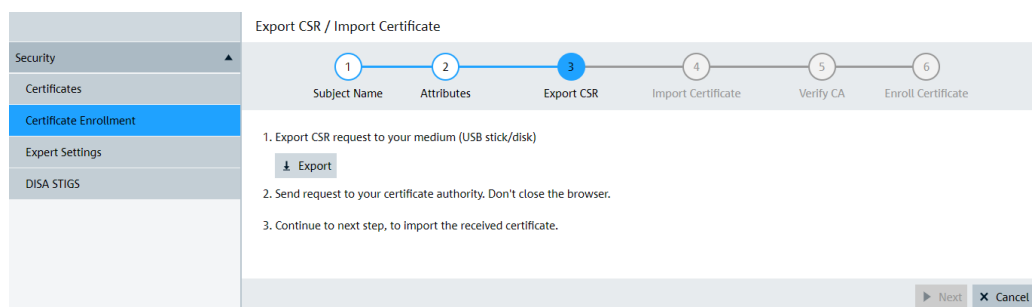 Export CSR / Import Certificate
Security
Certificates
Certificate Enrollment
Expert Settings
DISA STIGS
1 2 3 4 5 6
Subject Name Attributes Export CSR Import Certificate Verify CA Enroll Certificate
1. Export CSR request to your medium (USB stick/disk)
Export
2. Send request to your certificate authority. Don't close the browser.
3. Continue to next step, to import the received certificate.
Next Cancel